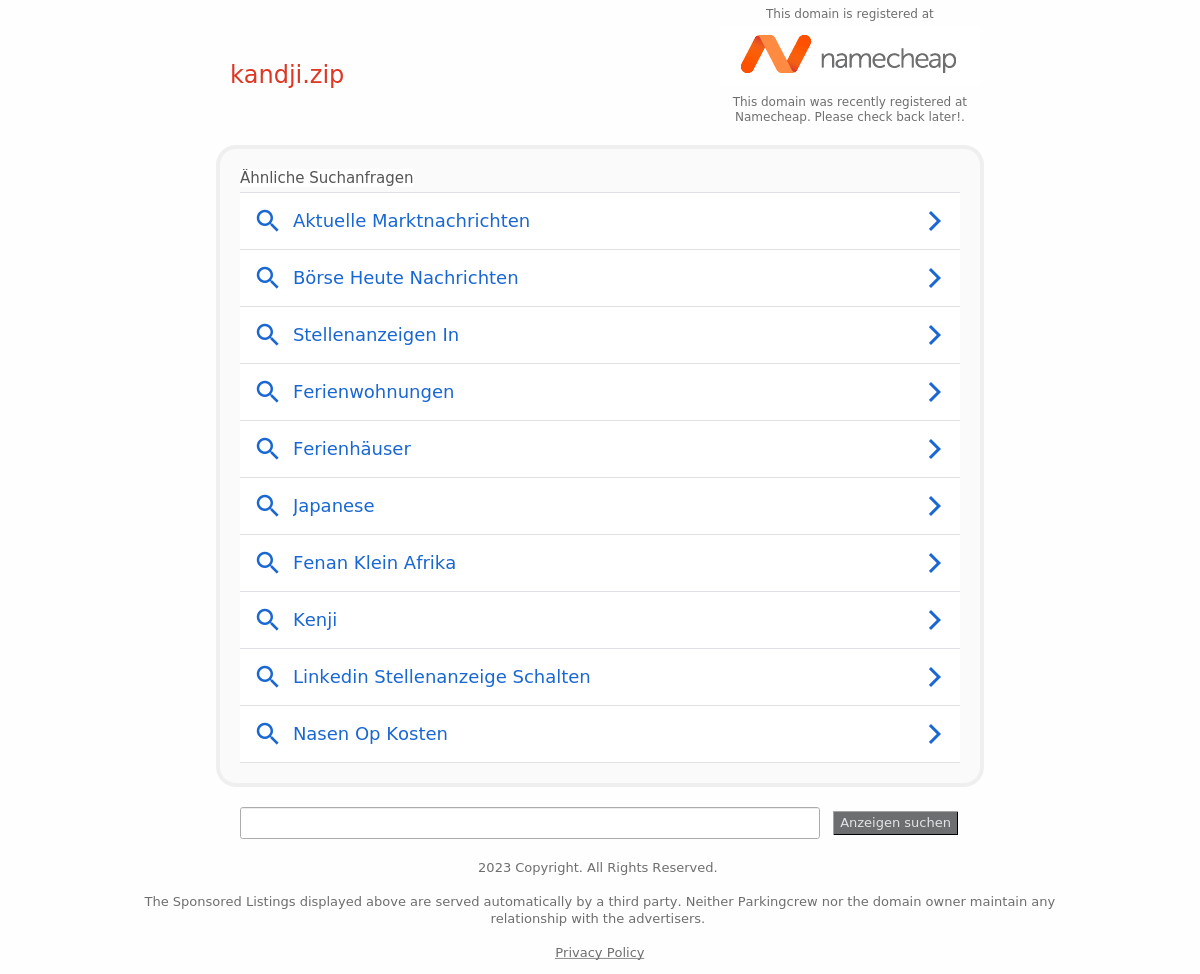 This domain is registered at
namecheap
kandji.zip
This domain was recently registered at
Namecheap. Please check back later!.
Ähnliche Suchanfragen
Aktuelle Marktnachrichten
Börse Heute Nachrichten
Stellenanzeigen In
Ferienwohnungen
Ferienhäuser
Japanese
Fenan Klein Afrika
Kenji
Linkedin Stellenanzeige Schalten
Nasen Op Kosten
Anzeigen suchen
2023 Copyright. All Rights Reserved.
The Sponsored Listings displayed above are served automatically by a third party. Neither Parkingcrew nor the domain owner maintain any
relationship with the advertisers.
Privacy Policy